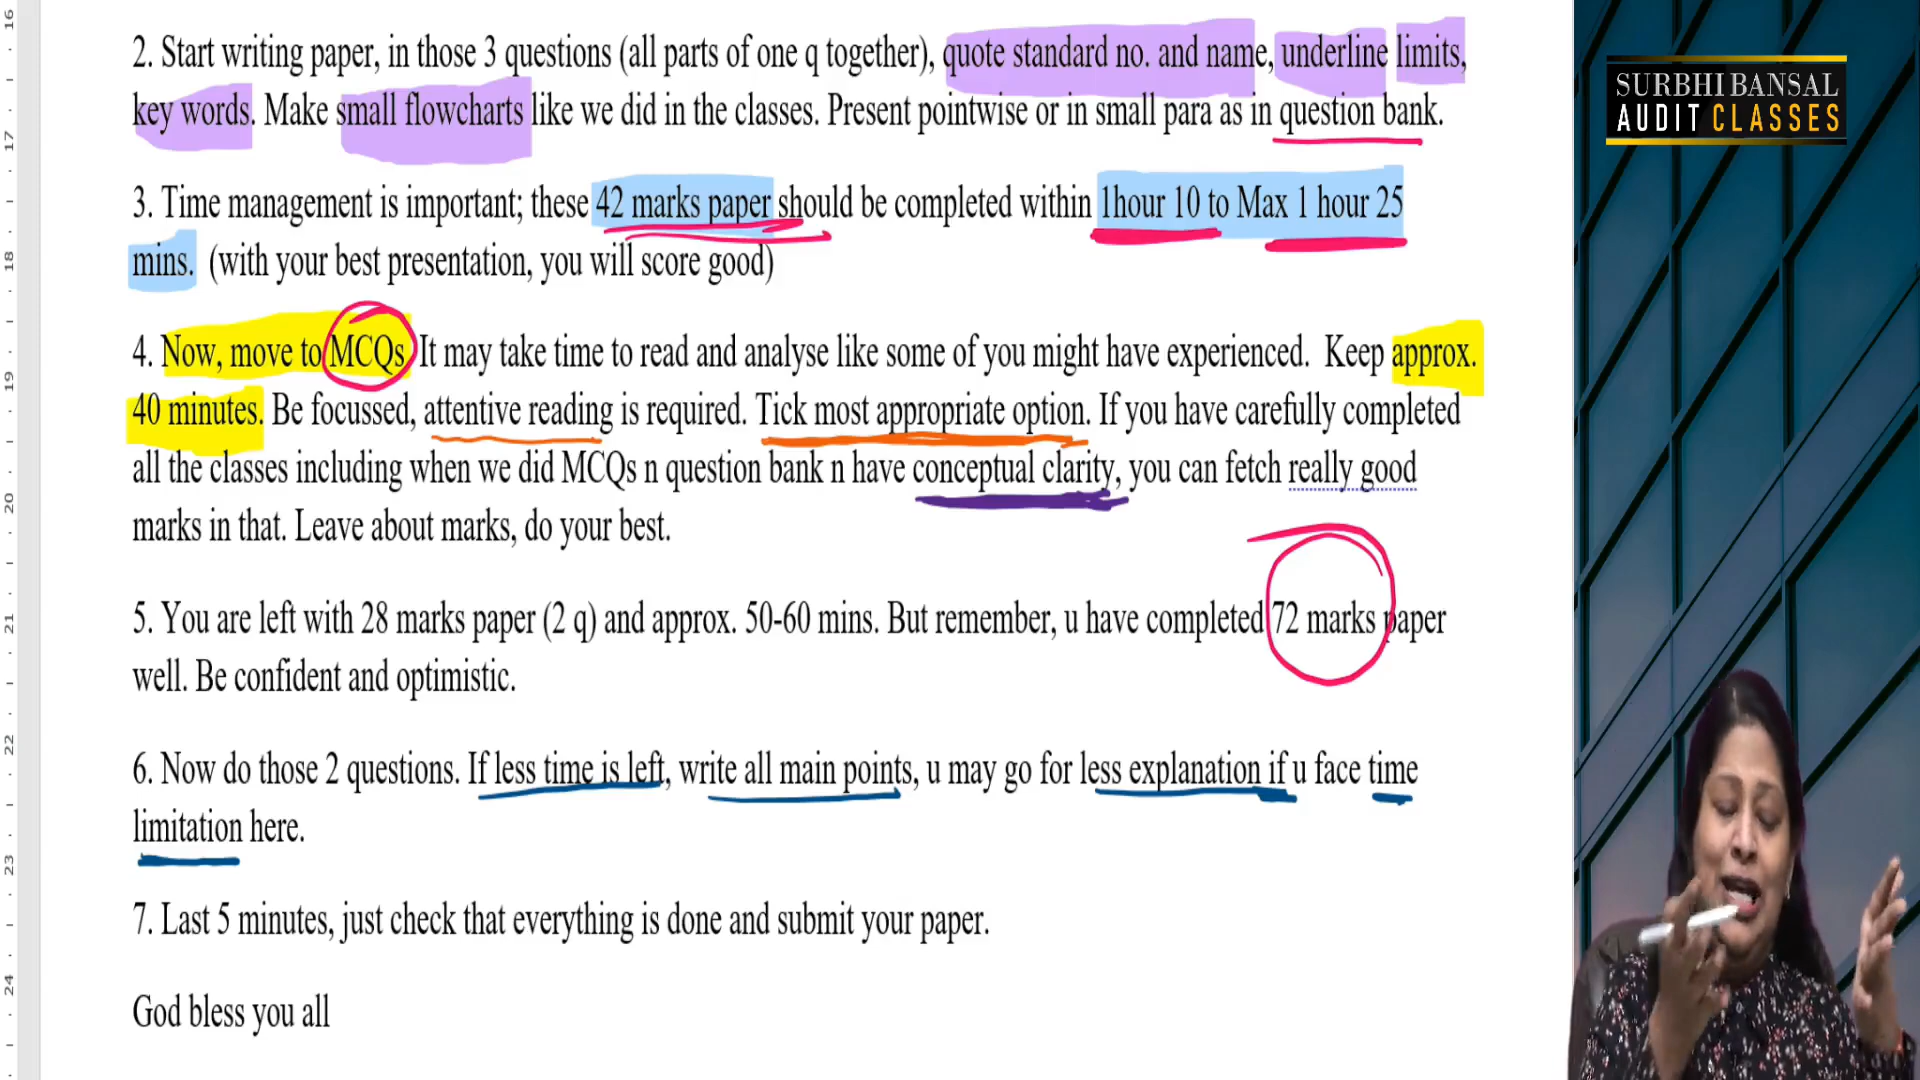 2. Start writing paper, in those 3 questions (all parts of one q together), quote standard no. and name, underline limits,
key words. Make small flowcharts like we did in the classes. Present pointwise or in small para as in question bank.
3. Time management is important; these 42 marks paper should be completed within 1hour 10 to Max 1 hour 25
mins. (with your best presentation, you will score good)
4. Now, move to MCQs. It may take time to read and analyse like some of you might have experienced. Keep approx.
40 minutes. Be focussed, attentive reading is required. Tick most appropriate option. If you have carefully completed
all the classes including when we did MCQs n question bank n have conceptual clarity, you can fetch really good
marks in that. Leave about marks, do your best.
5. You are left with 28 marks paper (2 q) and approx. 50-60 mins. But remember, u have completed 72 marks paper
well. Be confident and optimistic.
6. Now do those 2 questions. If less time is left, write all main points, u may go for less explanation if u face time
limitation here.
7. Last 5 minutes, just check that everything is done and submit your paper.
God bless you all
SURBHI BANSAL
AUDIT CLASSES
16
17
18
19
20
21
22
23
24